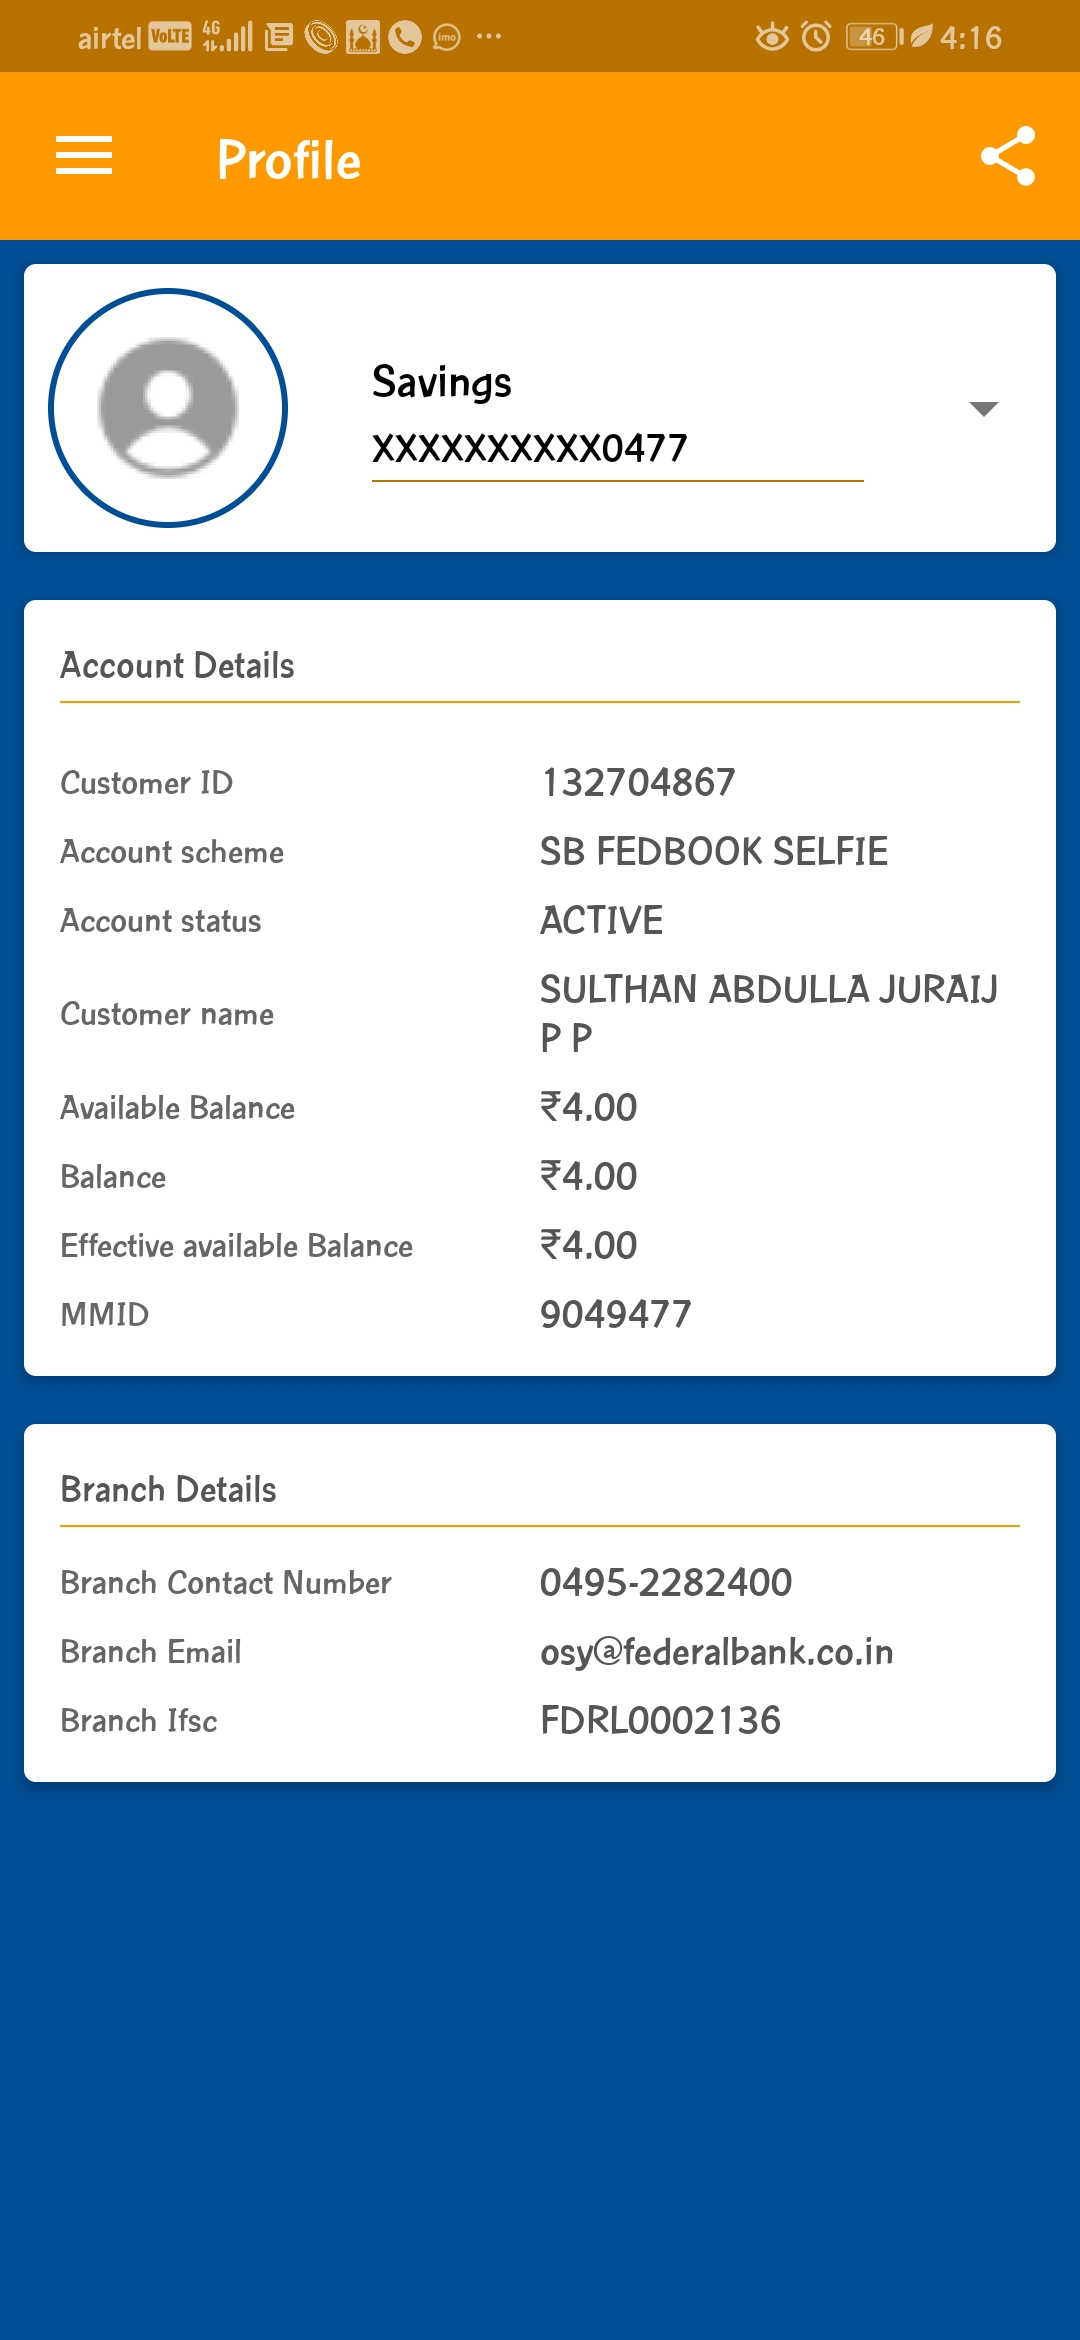 airtel VoLTE 4G imo ... 46 4:16
Profile
Savings
XXXXXXXXXX0477
Account Details
Customer ID 132704867
Account scheme SB FEDBOOK SELFIE
Account status ACTIVE
Customer name SULTHAN ABDULLA JURAIJ
P P
Available Balance ₹4.00
Balance ₹4.00
Effective available Balance ₹4.00
MMID 9049477
Branch Details
Branch Contact Number 0495-2282400
Branch Email osy@federalbank.co.in
Branch Ifsc FDRL0002136